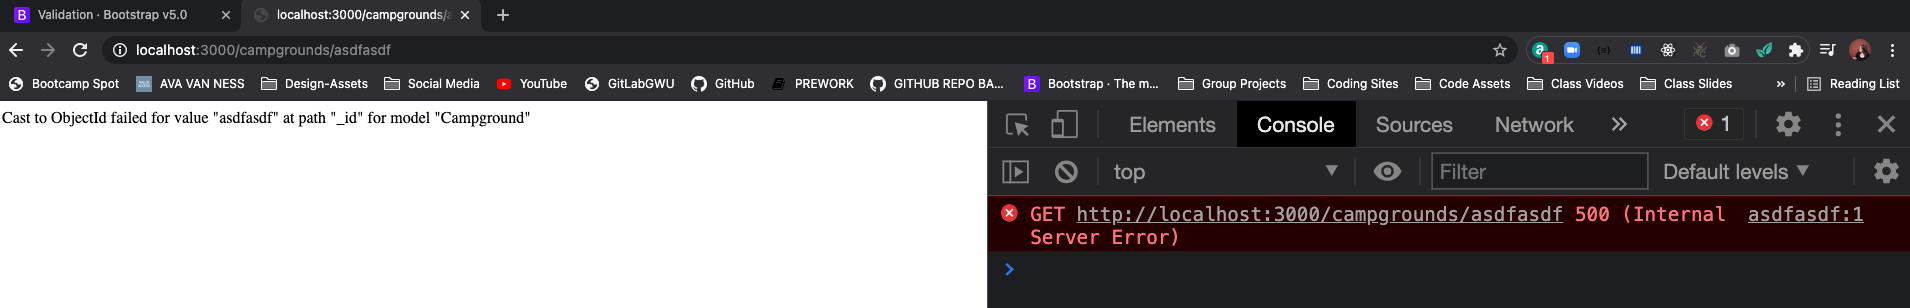 Validation · Bootstrap v5.0
localhost:3000/campgrounds/a
localhost:3000/campgrounds/asdfasdf
1
Bootcamp Spot AVA VAN NESS Design-Assets Social Media YouTube GitLabGWU GitHub PREWORK GITHUB REPO BA... B Bootstrap · The m... Group Projects Coding Sites Code Assets Class Videos Class Slides » Reading List
Cast to ObjectId failed for value "asdfasdf" at path "_id" for model "Campground"
Elements Console Sources Network » 1
top Filter Default levels
GET http://localhost:3000/campgrounds/asdfasdf 500 (Internal asdfasdf:1
Server Error)